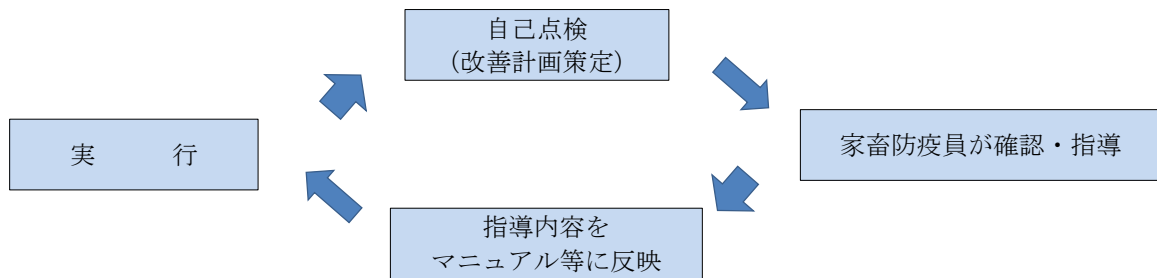 自己点検
(改善計画策定)
実　　　行
家畜防疫員が確認・指導
指導内容を
マニュアル等に反映